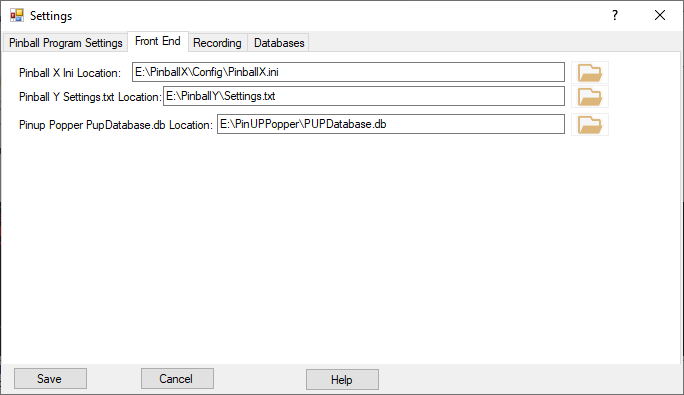 Settings
?
Pinball Program Settings Front End Recording Databases
Pinball X Ini Location: E:\PinballX\Config\PinballX.ini
Pinball Y Settings.txt Location: E:\PinballY\Settings.txt
Pinup Popper PupDatabase.db Location: E:\PinUPPopper\PUPDatabase.db
Save Cancel Help